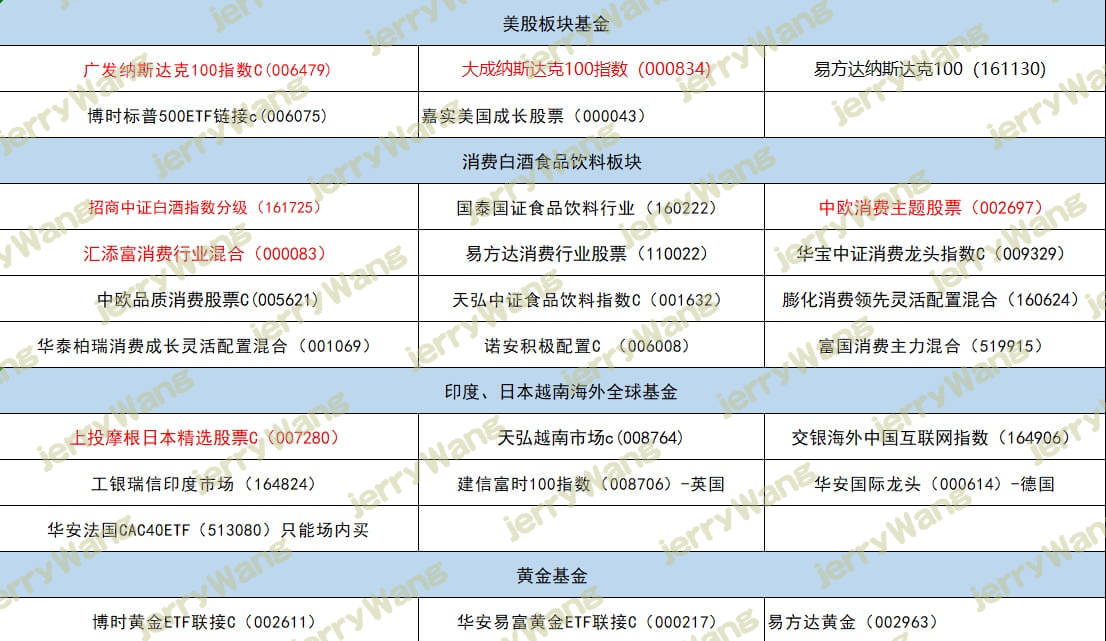 美股板块基金
广发纳斯达克100指数C(006479)
大成纳斯达克100指数 (000834)
易方达纳斯达克100 (161130)
博时标普500ETF链接c(006075)
嘉实美国成长股票（000043）
消费白酒食品饮料板块
招商中证白酒指数分级（161725）
国泰国证食品饮料行业（160222）
中欧消费主题股票（002697）
汇添富消费行业混合（000083）
易方达消费行业股票（110022）
华宝中证消费龙头指数C（009329）
中欧品质消费股票C(005621)
天弘中证食品饮料指数C（001632）
膨化消费领先灵活配置混合（160624）
华泰柏瑞消费成长灵活配置混合（001069）
诺安积极配置C （006008）
富国消费主力混合（519915）
印度、日本越南海外全球基金
上投摩根日本精选股票C（007280）
天弘越南市场c(008764)
交银海外中国互联网指数（164906）
工银瑞信印度市场（164824）
建信富时100指数（008706）-英国
华安国际龙头（000614）-德国
华安法国CAC40ETF（513080）只能场内买
黄金基金
博时黄金ETF联接C（002611）
华安易富黄金ETF联接C（000217）
易方达黄金（002963）
jerryWang